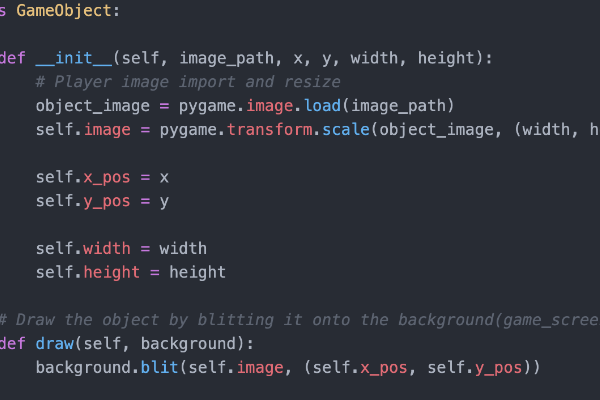 s GameObject:
def __init__(self, image_path, x, y, width, height):
# Player image import and resize
object_image = pygame.image.load(image_path)
self.image = pygame.transform.scale(object_image, (width, h
self.x_pos = x
self.y_pos = y
self.width = width
self.height = height
# Draw the object by blitting it onto the background(game_scree
def draw(self, background):
background.blit(self.image, (self.x_pos, self.y_pos))